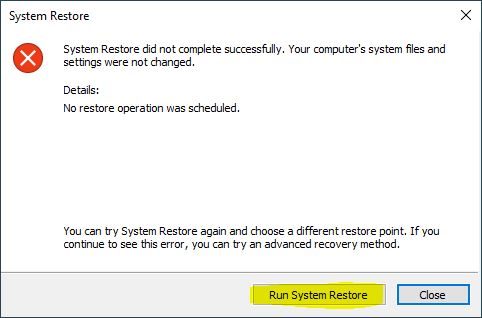 System Restore
System Restore did not complete successfully. Your computer's system files and
settings were not changed.
Details:
No restore operation was scheduled.
You can try System Restore again and choose a different restore point. If you
continue to see this error, you can try an advanced recovery method.
Run System Restore
Close